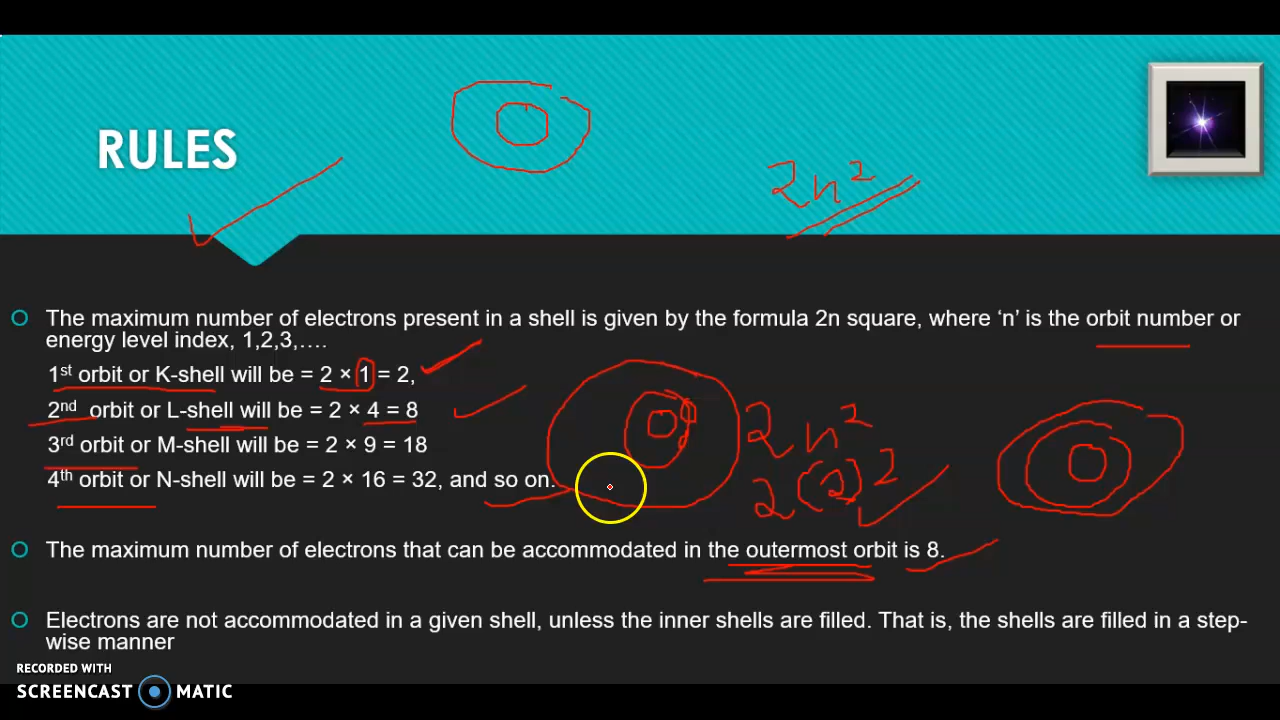 RULES
2n²
The maximum number of electrons present in a shell is given by the formula 2n square, where ‘n’ is the orbit number or
energy level index, 1,2,3,….
1st orbit or K-shell will be = 2 × 1 = 2,
2nd orbit or L-shell will be = 2 × 4 = 8
2n²
3rd orbit or M-shell will be = 2 × 9 = 18
4th orbit or N-shell will be = 2 × 16 = 32, and so on.
2(2)²
The maximum number of electrons that can be accommodated in the outermost orbit is 8.
Electrons are not accommodated in a given shell, unless the inner shells are filled. That is, the shells are filled in a step-
wise manner
RECORDED WITH
SCREENCAST MATIC